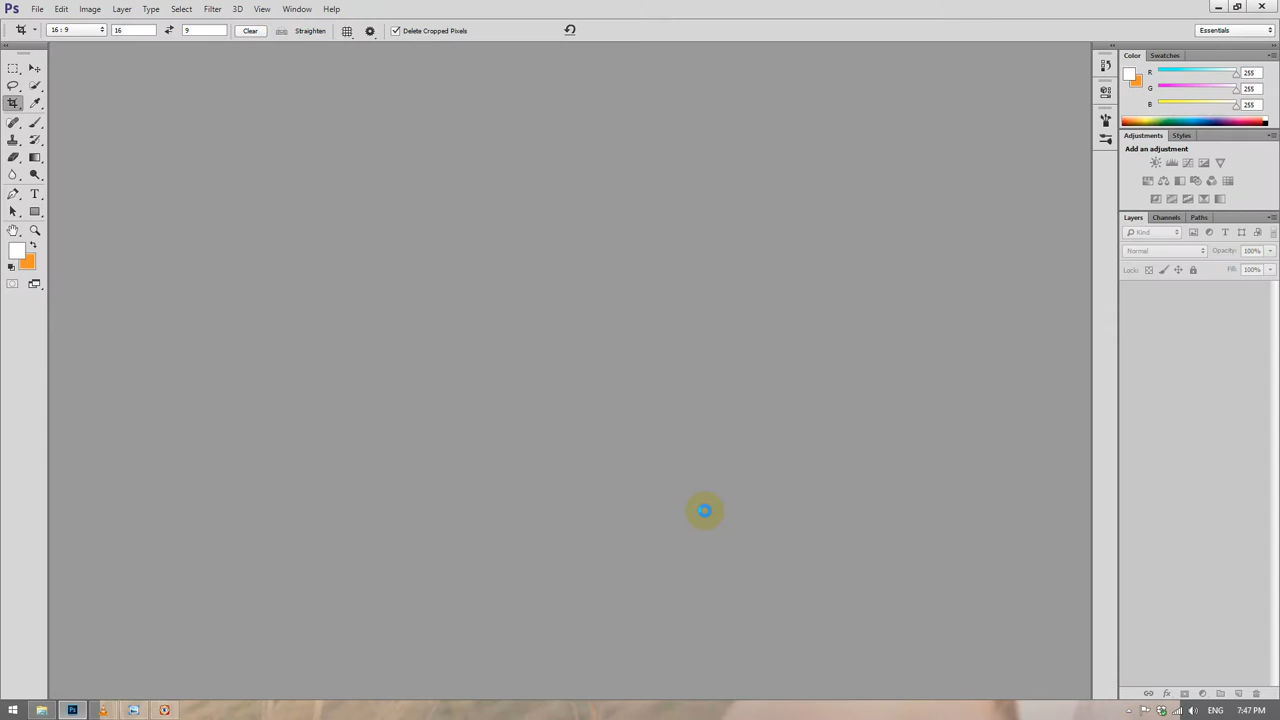 Ps File Edit Image Layer Type Select Filter 3D View Window Help
16 : 9 16 9 Clear Straighten Delete Cropped Pixels Essentials
Color Swatches
R 255
G 255
B 255
Adjustments Styles
Add an adjustment
Layers Channels Paths
Kind
Normal Opacity: 100%
Lock: Fill: 100%
fx
Ps ENG 7:47 PM